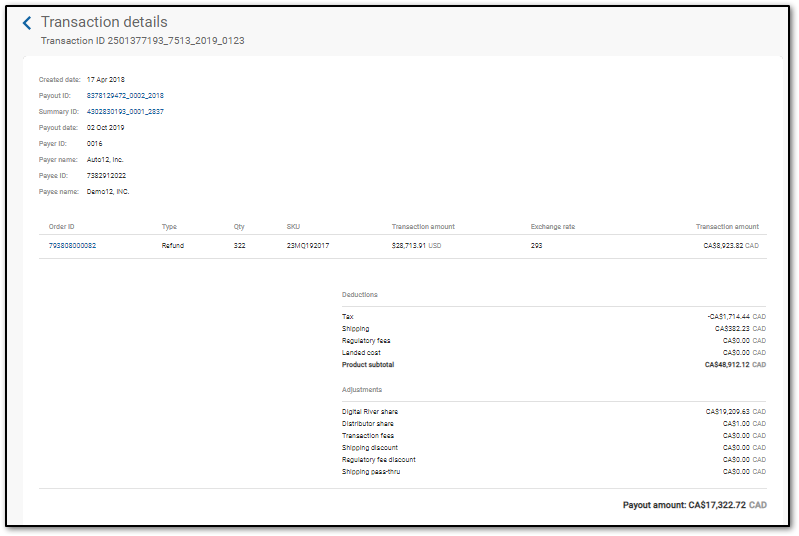 Transaction details
Transaction ID 2501377193_7513_2019_0123
Created date: 17 Apr 2018
Payout ID: 8378129472_0002_2018
Summary ID: 4302830193_0001_2837
Payout date: 02 Oct 2019
Payer ID: 0016
Payer name: Auto12, Inc.
Payee ID: 7382912022
Payee name: Demo12, INC.
Order ID Type Qty SKU Transaction amount Exchange rate Transaction amount
793808000082 Refund 322 23MQ192017 $28,713.91 USD 293 CA$8,923.82 CAD
Deductions
Tax -CA$1,714.44 CAD
Shipping CA$382.23 CAD
Regulatory fees CA$0.00 CAD
Landed cost CA$0.00 CAD
Product subtotal CA$48,912.12 CAD
Adjustments
Digital River share CA$19,209.63 CAD
Distributor share CA$1.00 CAD
Transaction fees CA$0.00 CAD
Shipping discount CA$0.00 CAD
Regulatory fee discount CA$0.00 CAD
Shipping pass-thru CA$0.00 CAD
Payout amount: CA$17,322.72 CAD